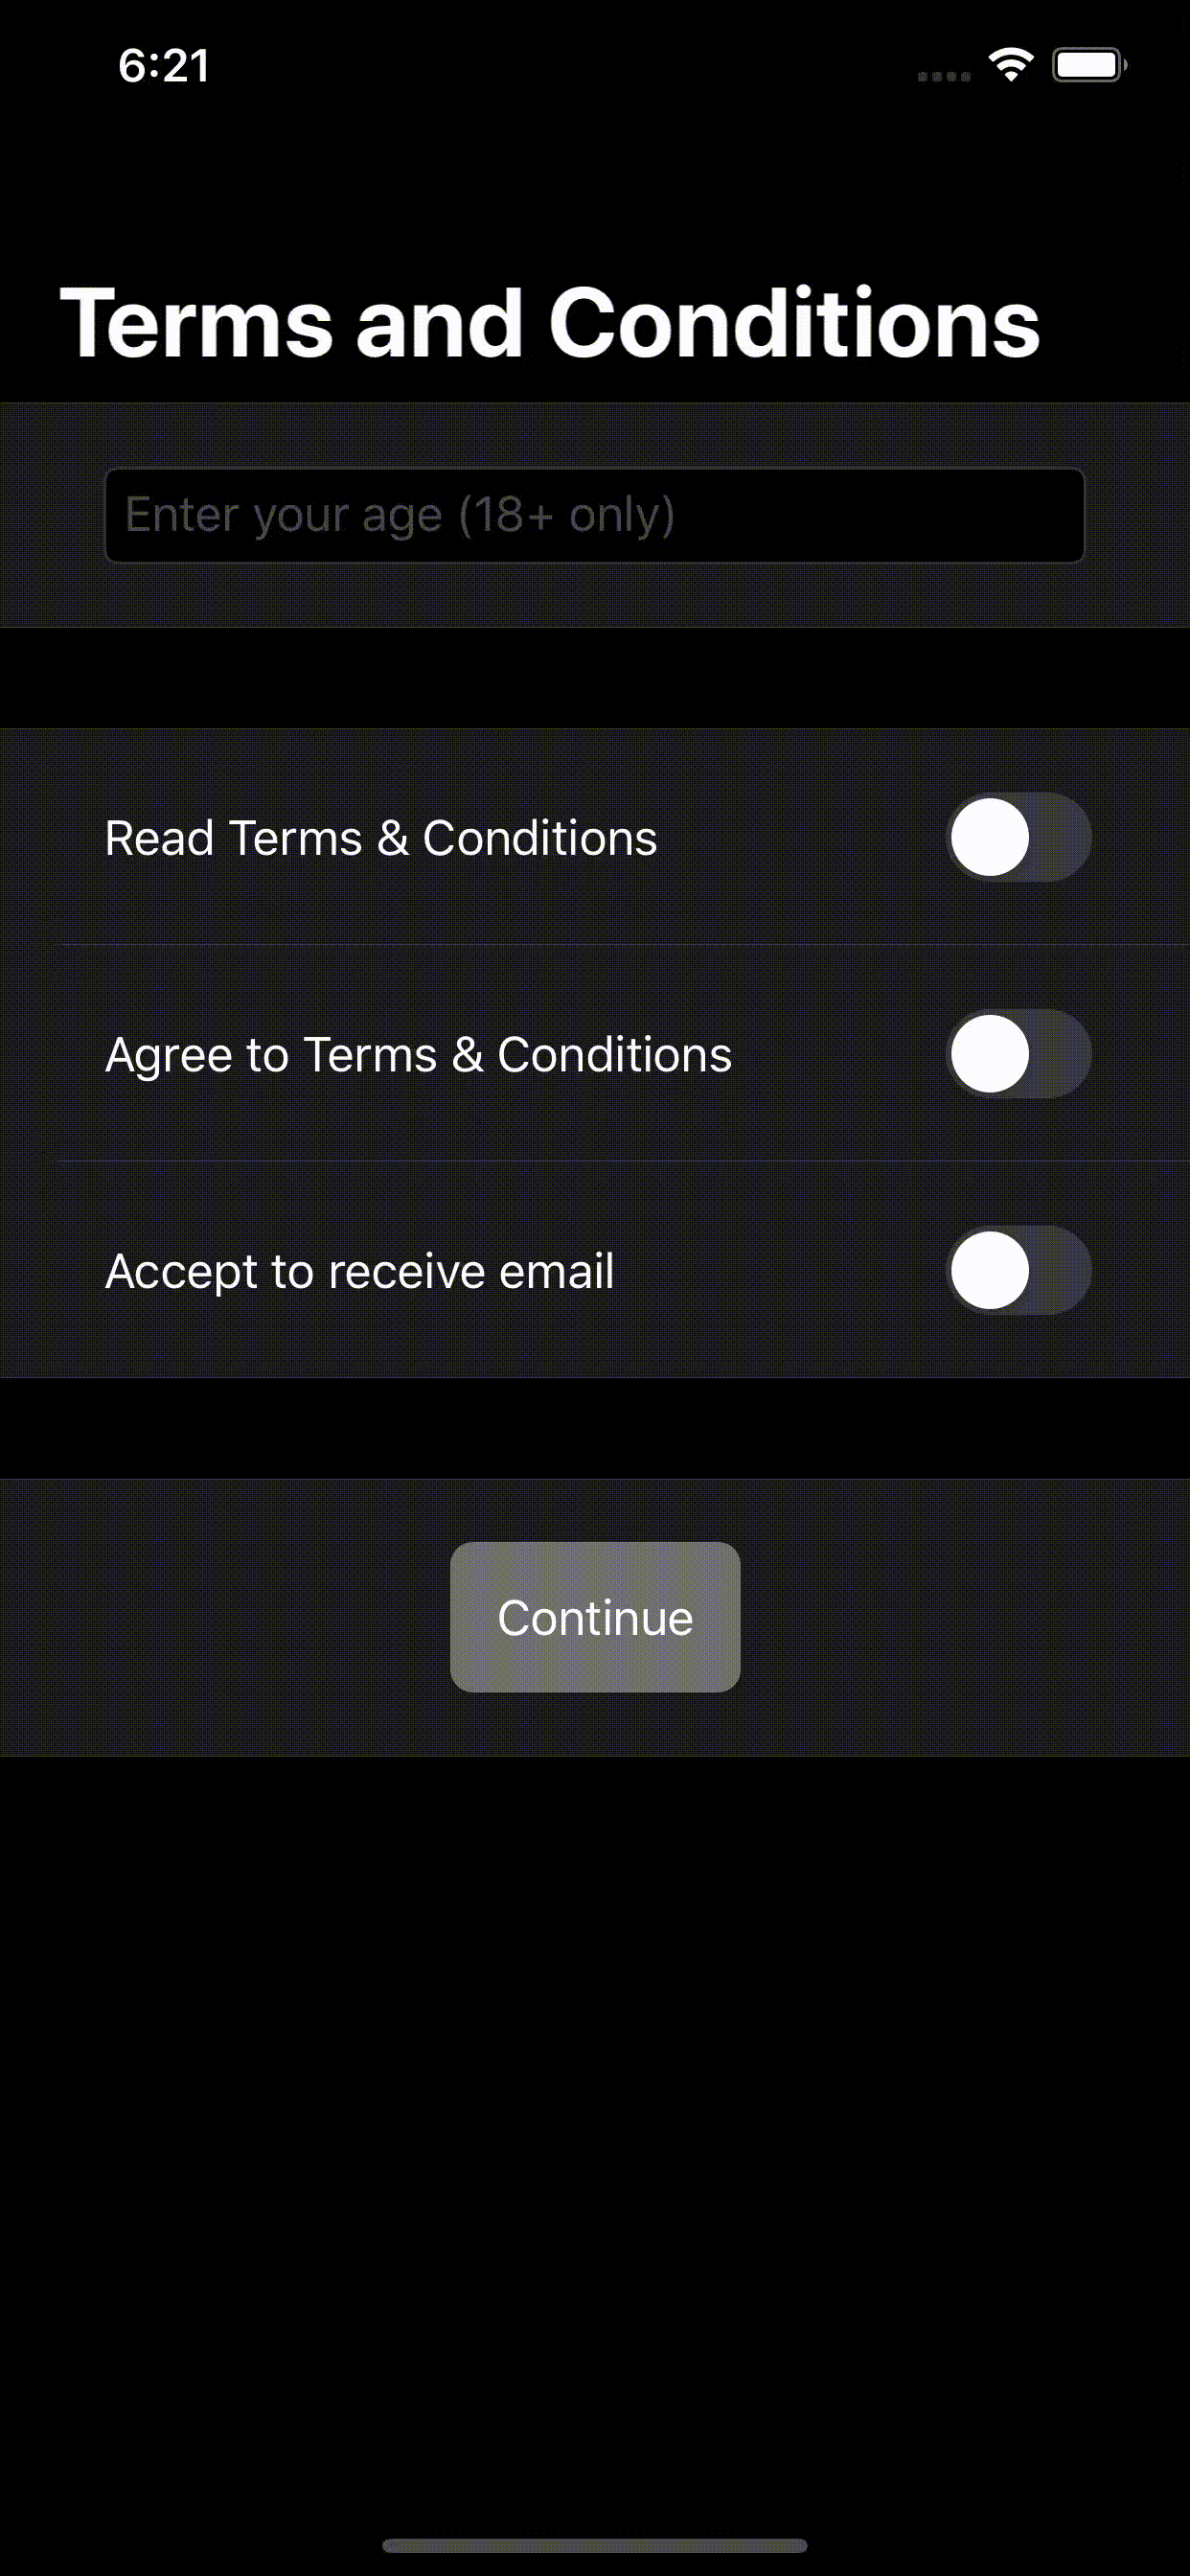 6:21
Terms and Conditions
Enter your age (18+ only)
Read Terms & Conditions
Agree to Terms & Conditions
Accept to receive email
Continue